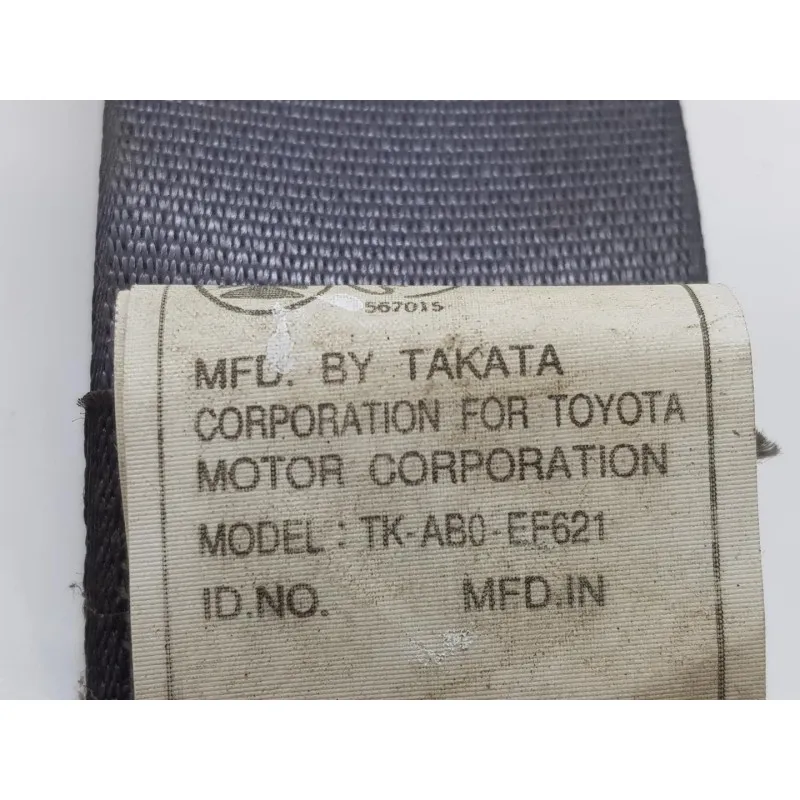 567015
MFD. BY TAKATA
CORPORATION FOR TOYOTA
MOTOR CORPORATION
MODEL: TK-AB0-EF621
ID.NO. MFD.IN